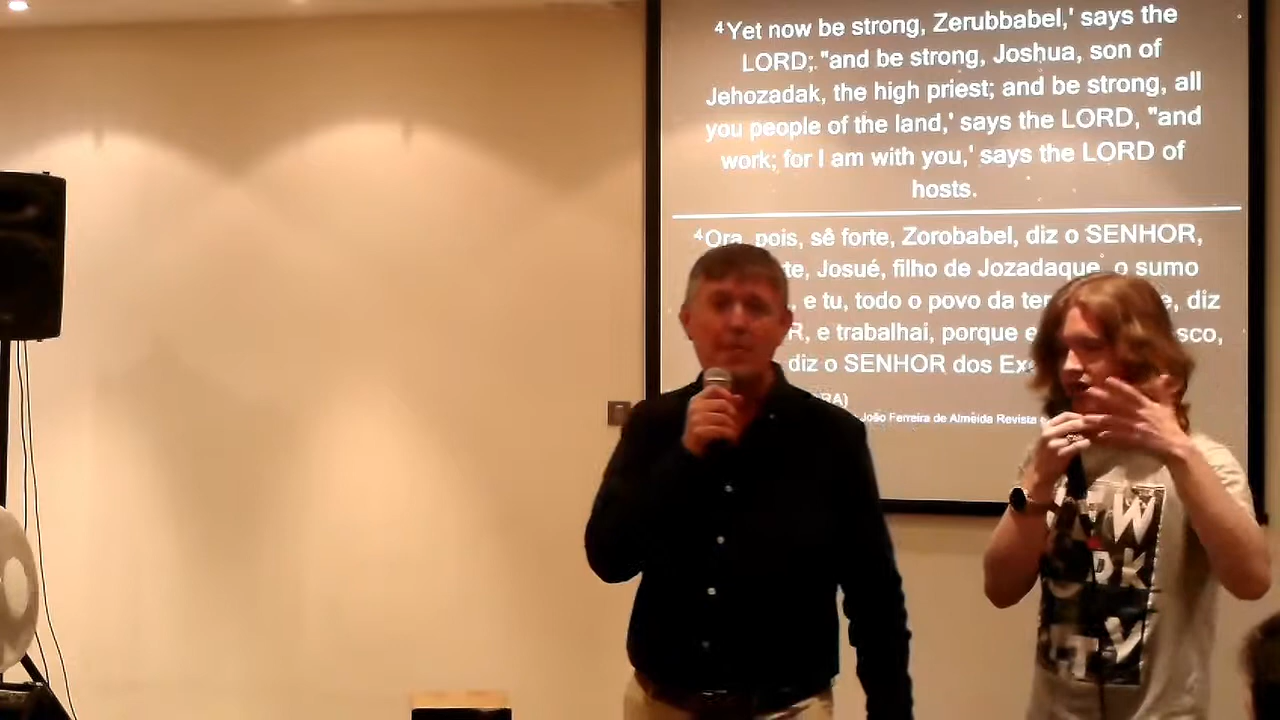 ⁴Yet now be strong, Zerubbabel,' says the
LORD; "and be strong, Joshua, son of
Jehozadak, the high priest; and be strong, all
you people of the land,' says the LORD, "and
work; for I am with you,' says the LORD of
hosts.
⁴Ora, pois, sê forte, Zorobabel, diz o SENHOR,
Josué, filho de Jozadaque, o sumo
e tu, todo o povo da diz
e trabalhai, porque
diz o SENHOR dos
João Ferreira de Almeida Revista